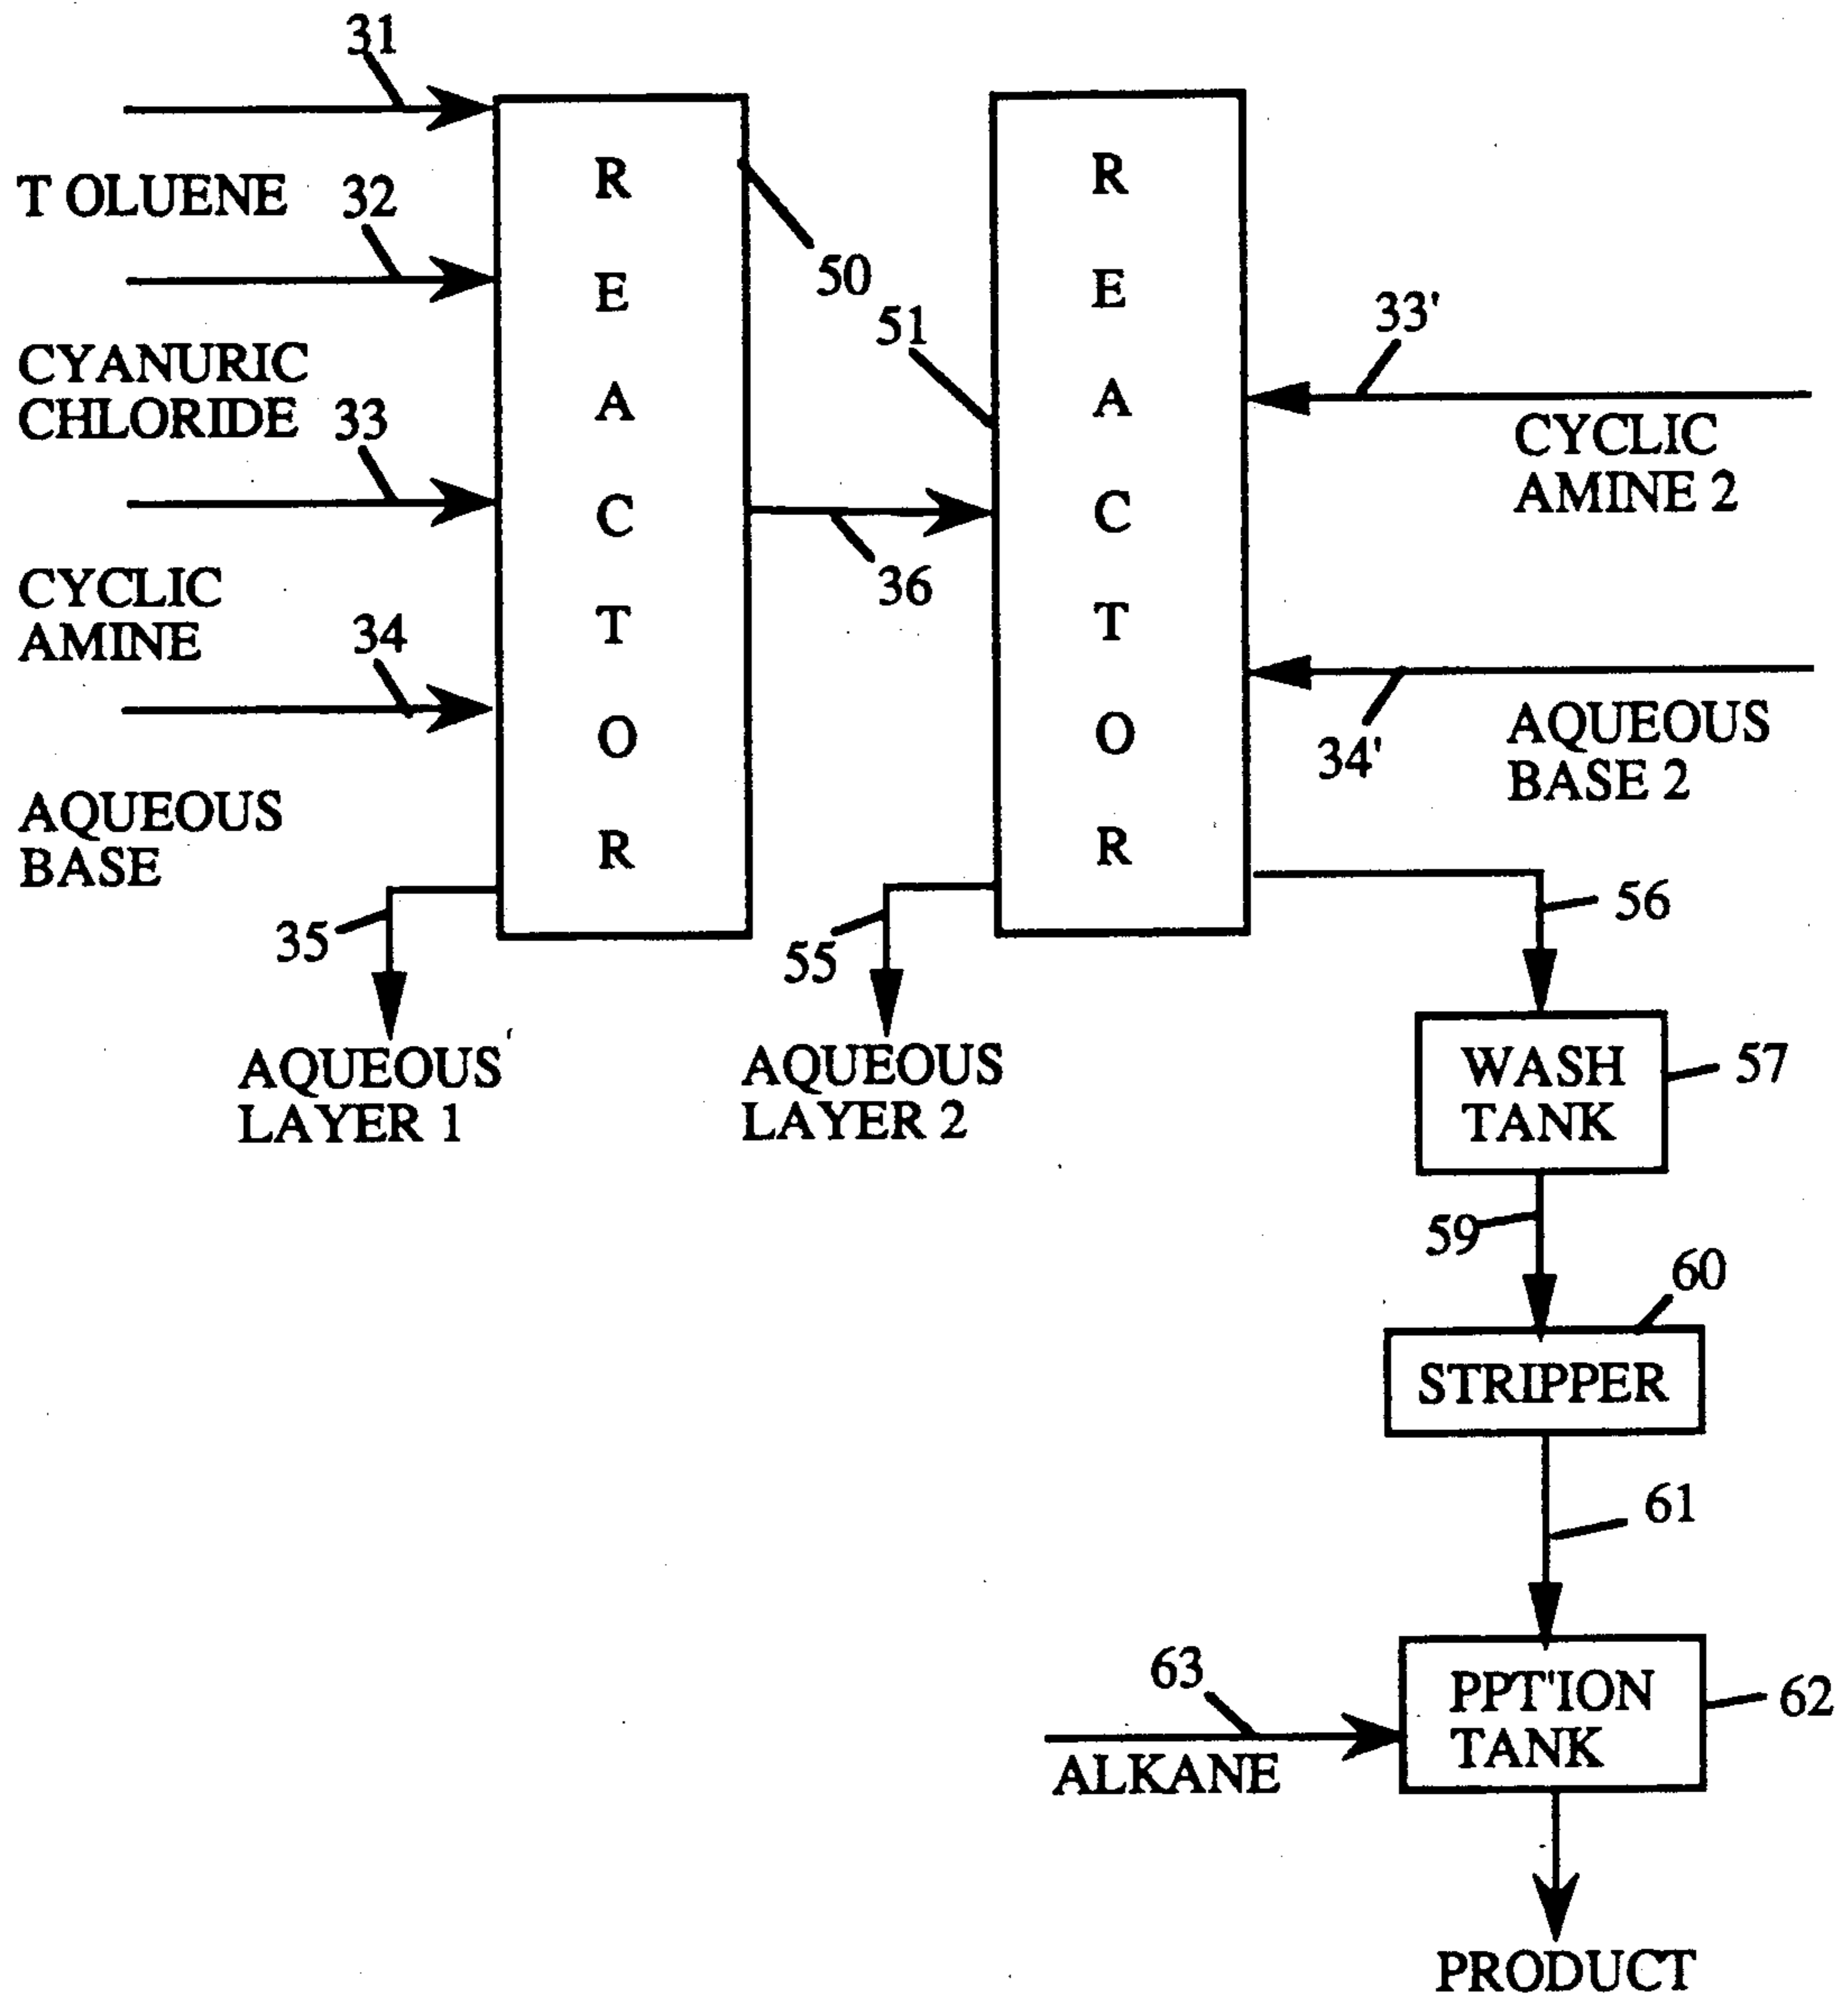 31
T OLUENE
32
CYANURIC
CHLORIDE
33
CYCLIC
AMINE
34
AQUEOUS
BASE
REACTOR
50
35
AQUEOUS
LAYER 1
36
51
REACTOR
33'
CYCLIC
AMINE 2
34'
AQUEOUS
BASE 2
55
AQUEOUS
LAYER 2
56
WASH
TANK
57
59
60
STRIPPER
61
63
ALKANE
PPT'ION
TANK
62
PRODUCT